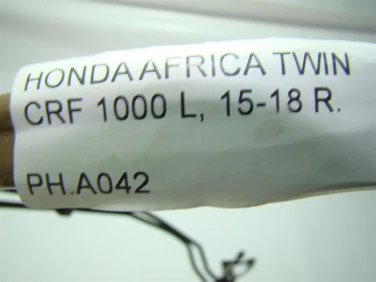 HONDA AFRICA TWIN
CRF 1000 L, 15-18 R.
PH.A042